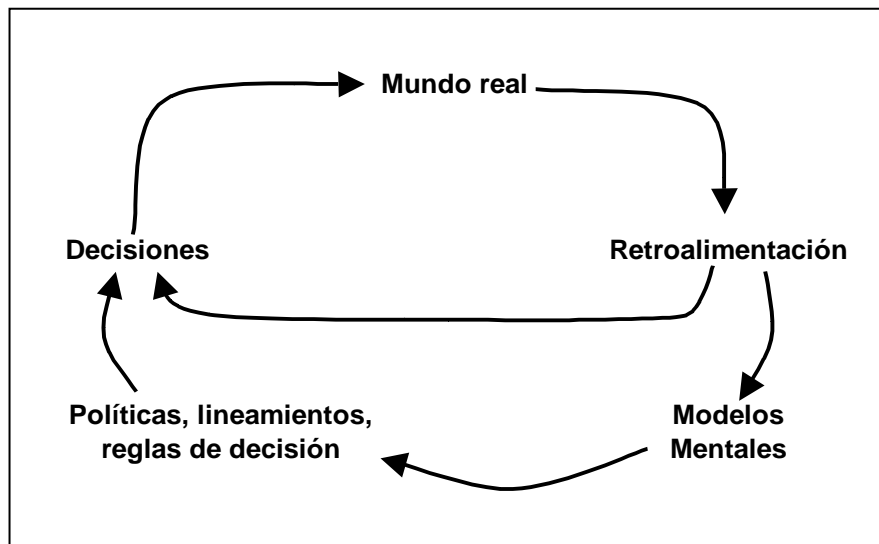 Mundo real
Decisiones
Retroalimentación
Políticas, lineamientos,
reglas de decisión
Modelos
Mentales